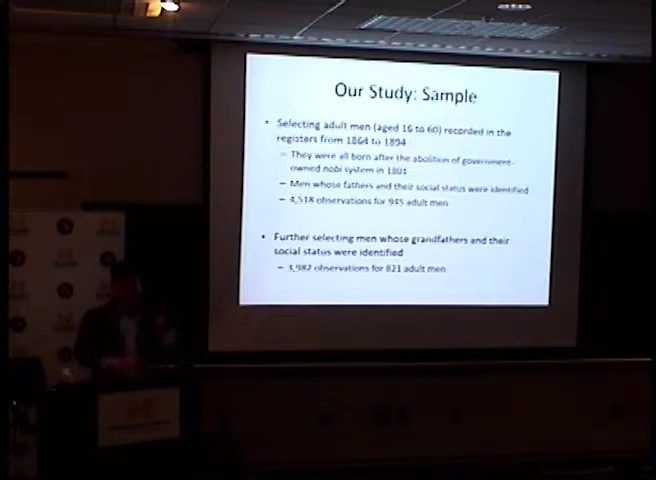 Our Study: Sample
• Selecting adult men (aged 16 to 60) recorded in the
registers from 1864 to 1894
– They were all born after the abolition of government-
owned nobi system in 1801
– Men whose fathers and their social status were identified
– 4,518 observations for 945 adult men
• Further selecting men whose grandfathers and their
social status were identified
– 3,982 observations for 821 adult men